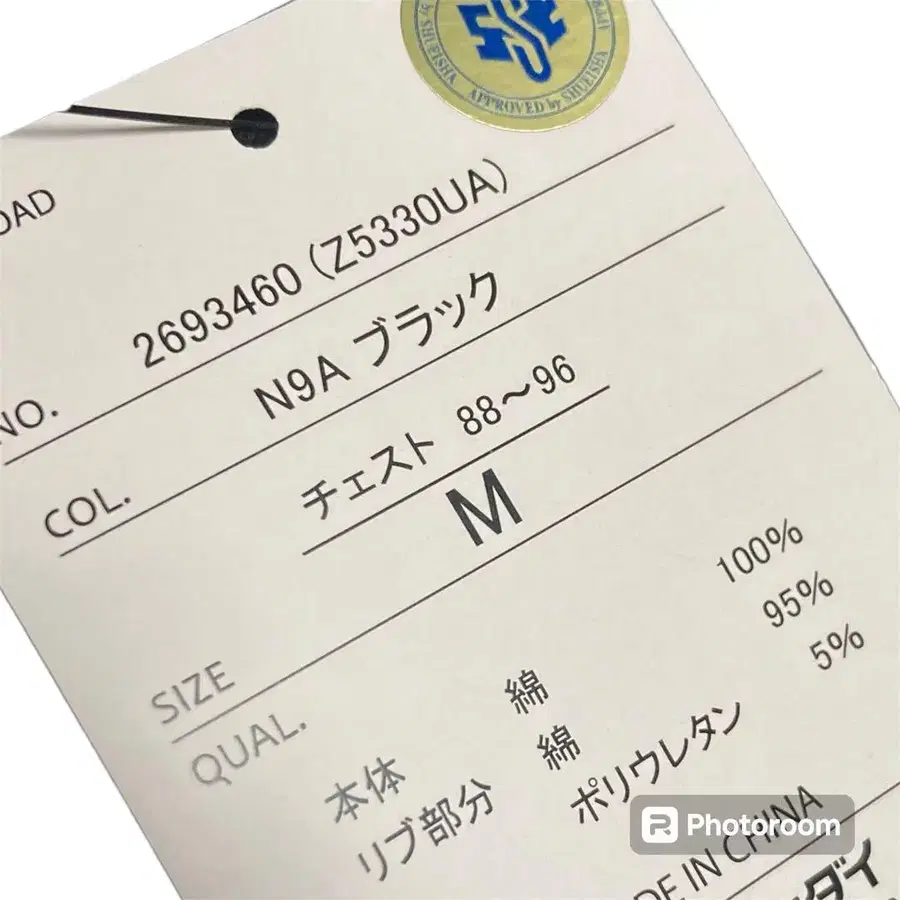 APPROVED by SHUEISHA
OAD
NO. 2693460 (Z5330UA)
COL. N9A ブラック
チェスト 88〜96
SIZE M
QUAL.
本体 綿 100%
リブ部分 綿 95%
ポリウレタン 5%
DE IN CHINA
ダイ
Photoroom